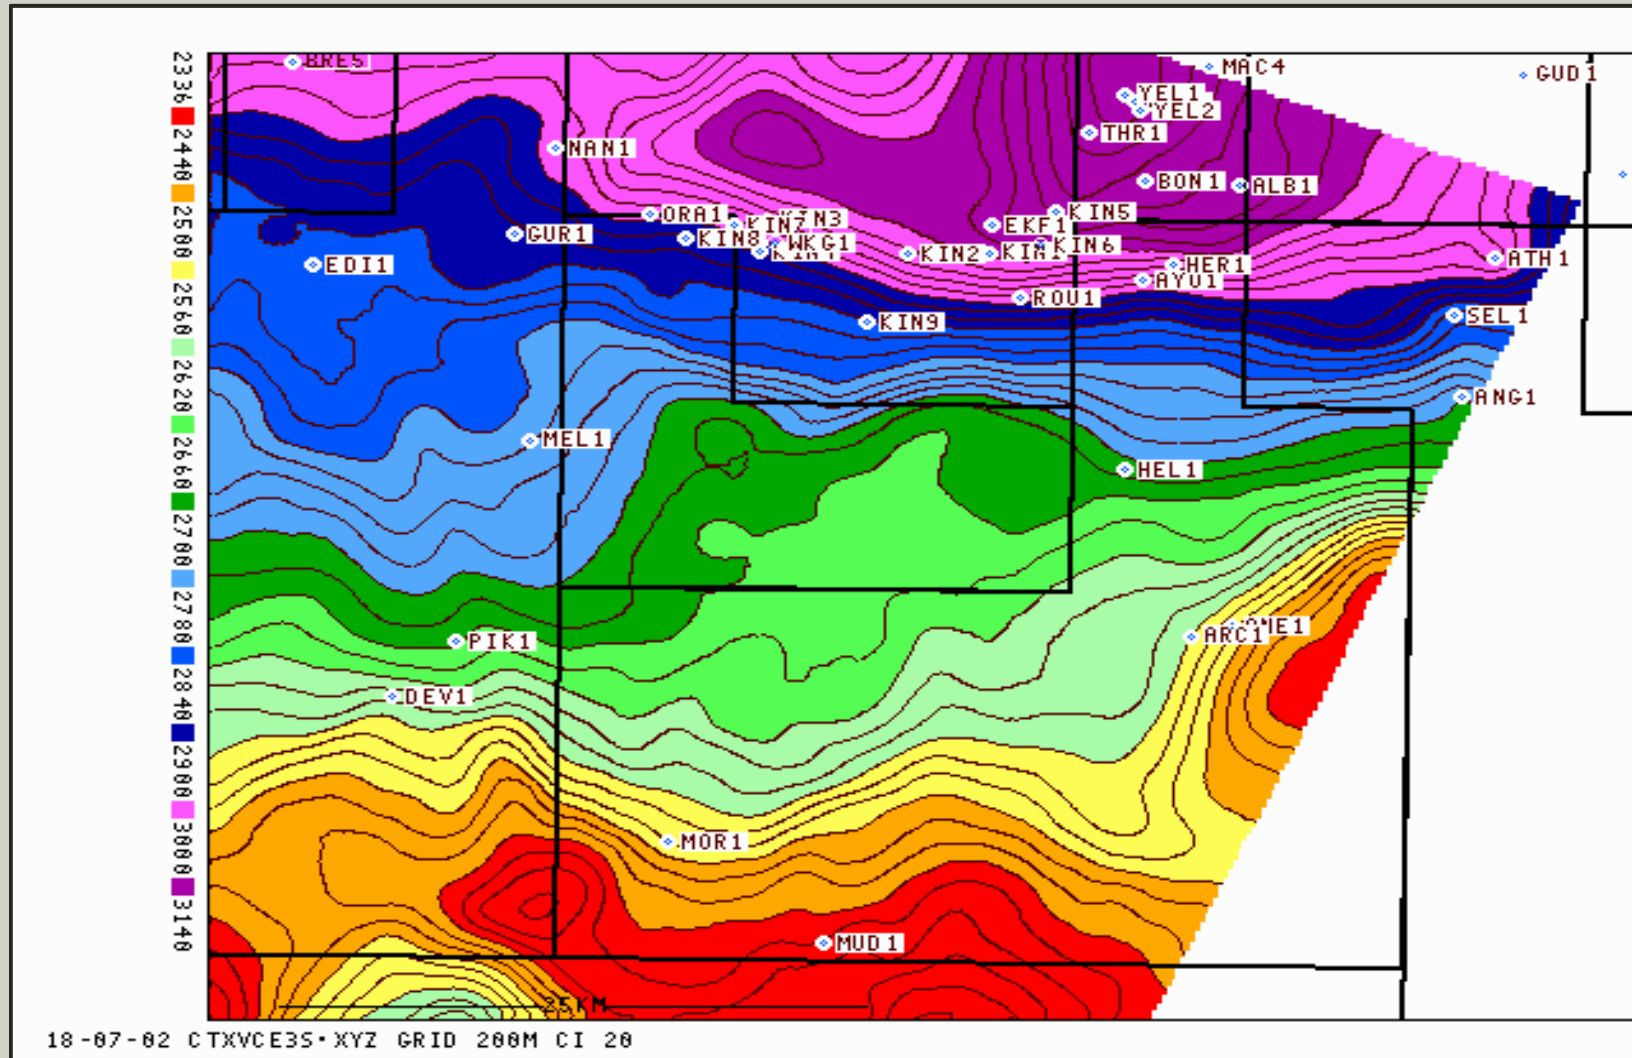 BRE5
MAC4
GUD1
YEL1
YEL2
THR1
NAN1
BON1
ALB1
ORA1
KIN5
KIN7
EKF1
GUR1
KIN8
WKG1
KIN6
KIN2
EDI1
HER1
ATH1
AYU1
ROU1
SEL1
KIN9
ANG1
MEL1
HEL1
ARC1
PIK1
DEV1
MOR1
MUD1
25KM
2336
2440
2500
2560
2620
2660
2700
2780
2840
2900
3000
3140
18-07-02 CTXVCE3S·XYZ GRID 200M CI 20